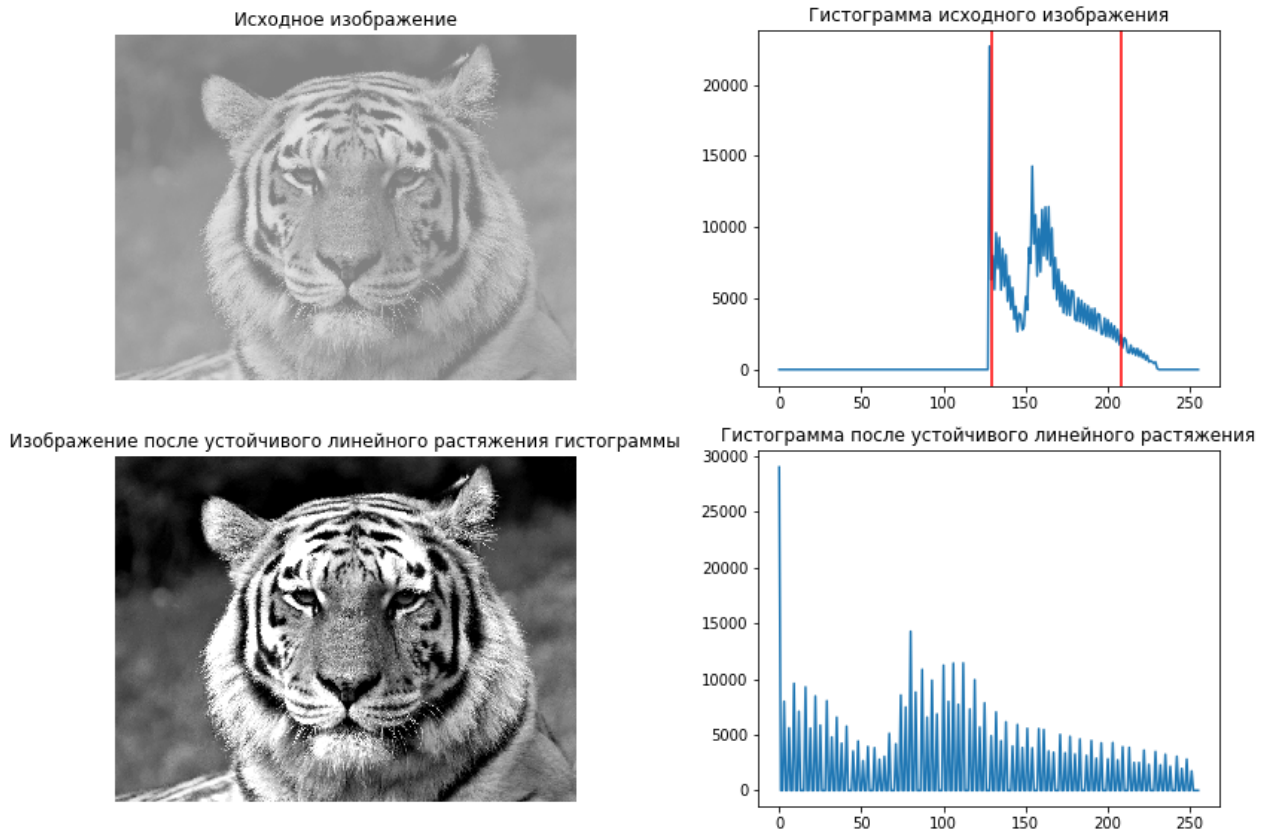 Исходное изображение
Гистограмма исходного изображения
20000
15000
10000
5000
0
0 50 100 150 200 250
Изображение после устойчивого линейного растяжения гистограммы
Гистограмма после устойчивого линейного растяжения
30000
25000
20000
15000
10000
5000
0
0 50 100 150 200 250